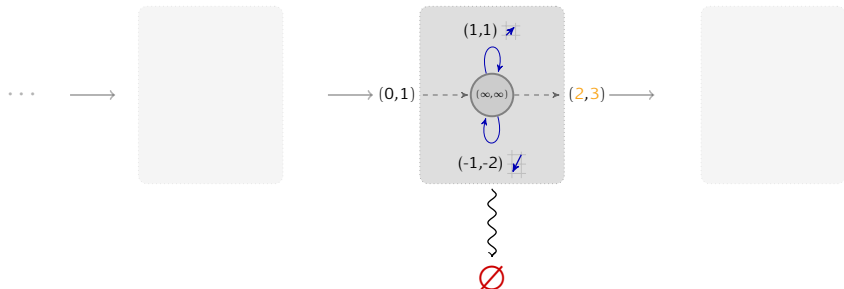 (1,1)
··· (0,1) (∞,∞) (2,3)
(-1,-2)
∅